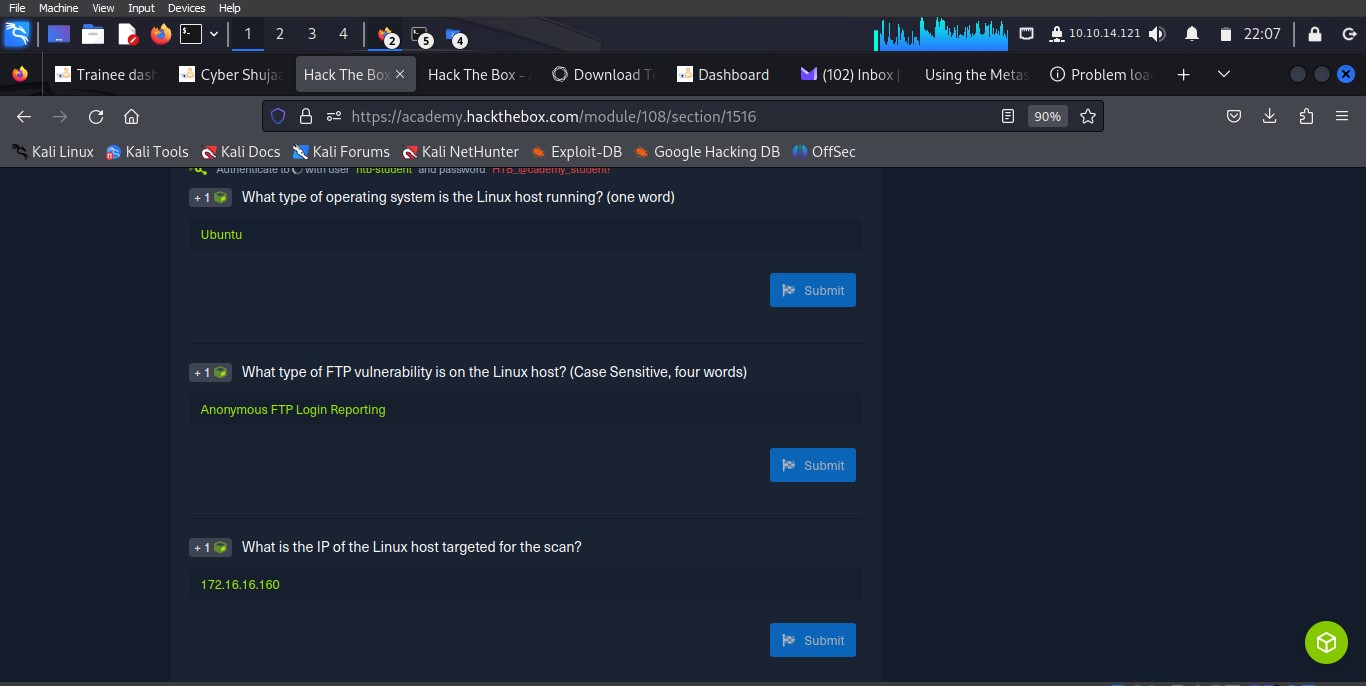 File Machine View Input Devices Help
1 2 3 4 2 5 4 10.10.14.121 22:07
Trainee dash Cyber Shujaa Hack The Box Hack The Box - Download T Dashboard (102) Inbox | Using the Metas Problem loa
https://academy.hackthebox.com/module/108/section/1516 90%
Kali Linux Kali Tools Kali Docs Kali Forums Kali NetHunter Exploit-DB Google Hacking DB OffSec
Authenticate to with user "htb-student" and password "HTB_@cademy_student!"
+ 1 What type of operating system is the Linux host running? (one word)
Ubuntu
Submit
+ 1 What type of FTP vulnerability is on the Linux host? (Case Sensitive, four words)
Anonymous FTP Login Reporting
Submit
+ 1 What is the IP of the Linux host targeted for the scan?
172.16.16.160
Submit